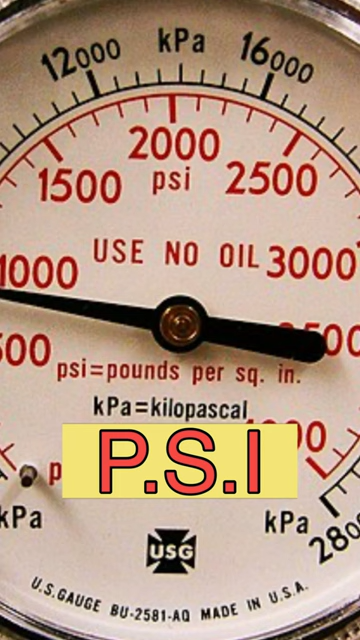 kPa
12000
16000
2000
psi
1500
2500
USE NO OIL
1000
3000
psi=pounds per sq. in.
kPa=kilopascal
P.S.I
kPa
kPa
USG
U.S.GAUGE BU-2581-AQ MADE IN U.S.A.